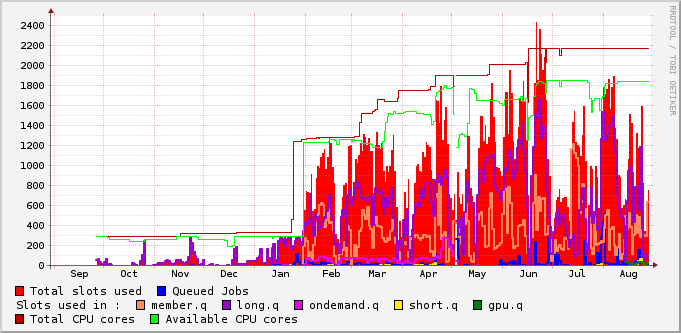 RRDTOOL / TOBI OETIKER
2400
2200
2000
1800
1600
1400
1200
1000
800
600
400
200
0
Sep Oct Nov Dec Jan Feb Mar Apr May Jun Jul Aug
Total slots used Queued Jobs
Slots used in : member.q long.q ondemand.q short.q gpu.q
Total CPU cores Available CPU cores